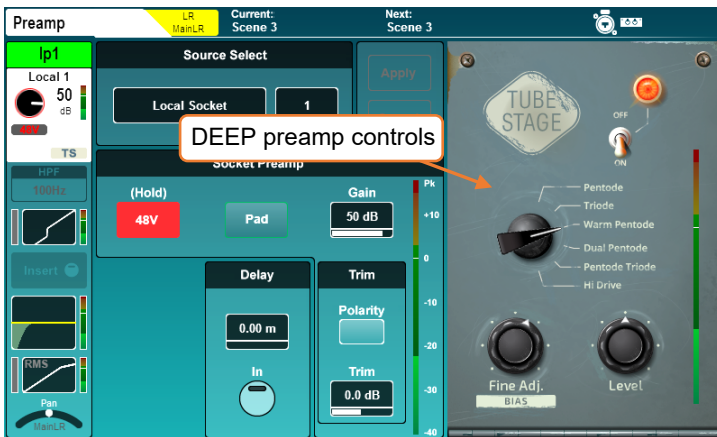 Preamp
LR
MainLR
Current:
Scene 3
Next:
Scene 3
Ip1
Local 1
50
dB
48V
TS
HPF
100Hz
Insert
RMS
Pan
MainLR
Source Select
Local Socket
1
Apply
DEEP preamp controls
Socket Preamp
(Hold)
48V
Pad
Gain
50 dB
Delay
0.00 m
In
Trim
Polarity
Trim
0.0 dB
Pk
+10
0
-10
-20
-30
-40
TUBE
STAGE
OFF
ON
Pentode
Triode
Warm Pentode
Dual Pentode
Pentode Triode
Hi Drive
Fine Adj.
BIAS
Level